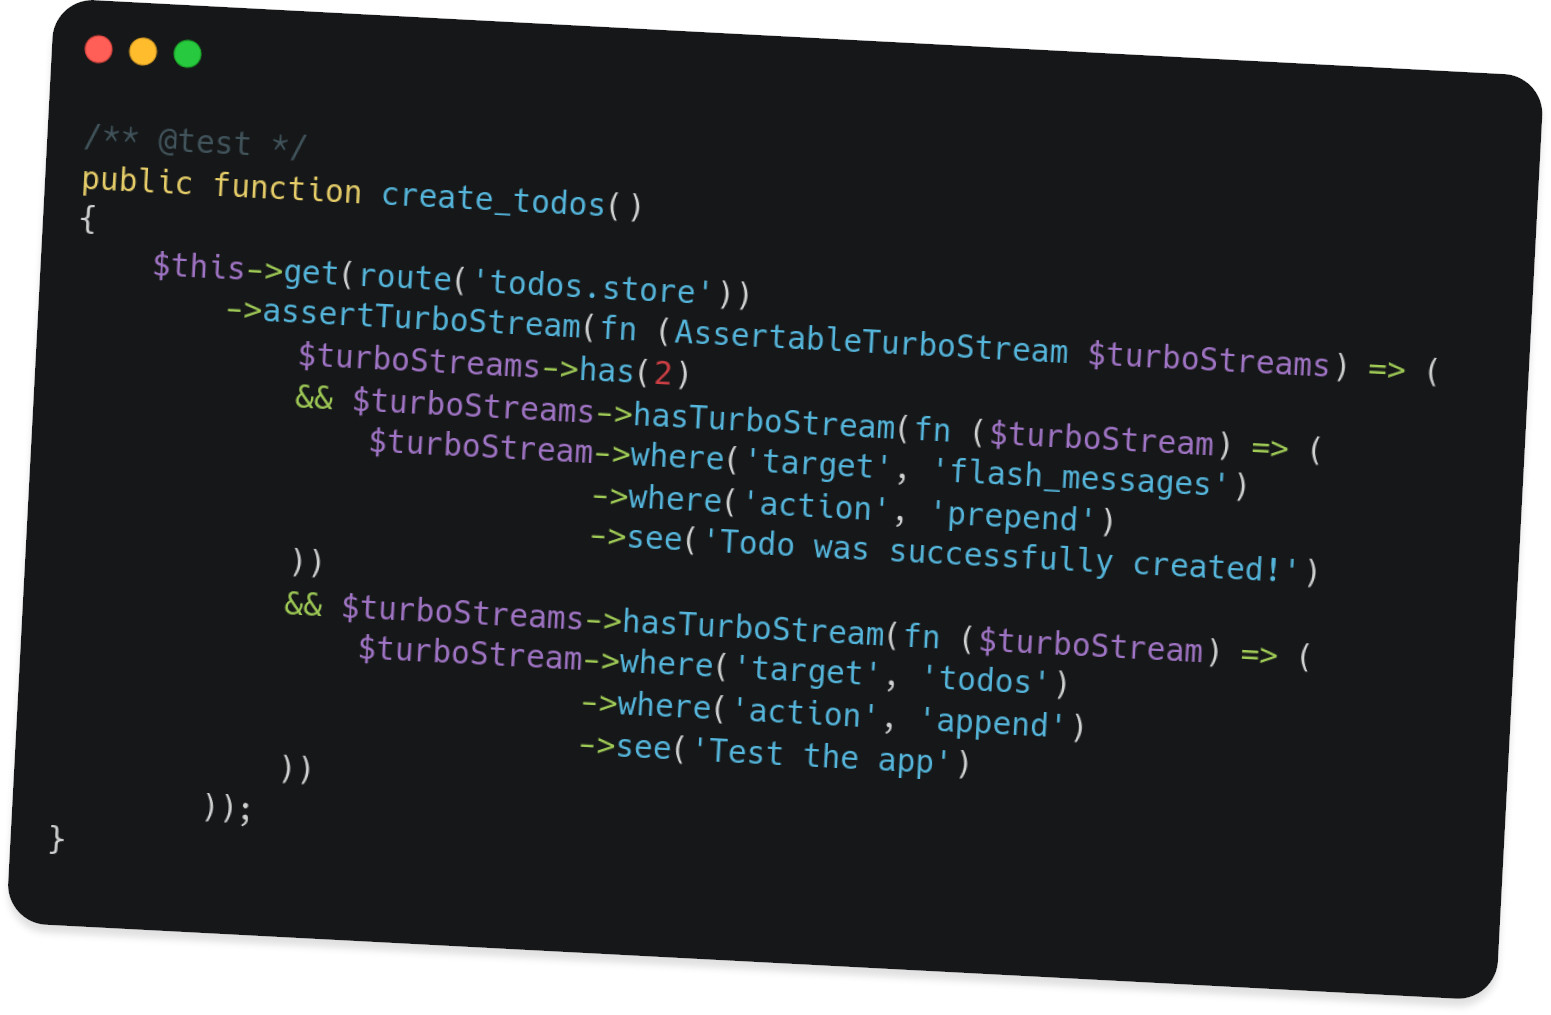 /** @test */
public function create_todos()
{
    $this->get(route('todos.store'))
        ->assertTurboStream(fn (AssertableTurboStream $turboStreams) => (
            $turboStreams->has(2)
            && $turboStreams->hasTurboStream(fn ($turboStream) => (
                $turboStream->where('target', 'flash_messages')
                            ->where('action', 'prepend')
                            ->see('Todo was successfully created!')
            ))
            && $turboStreams->hasTurboStream(fn ($turboStream) => (
                $turboStream->where('target', 'todos')
                            ->where('action', 'append')
                            ->see('Test the app')
            ))
        ));
}